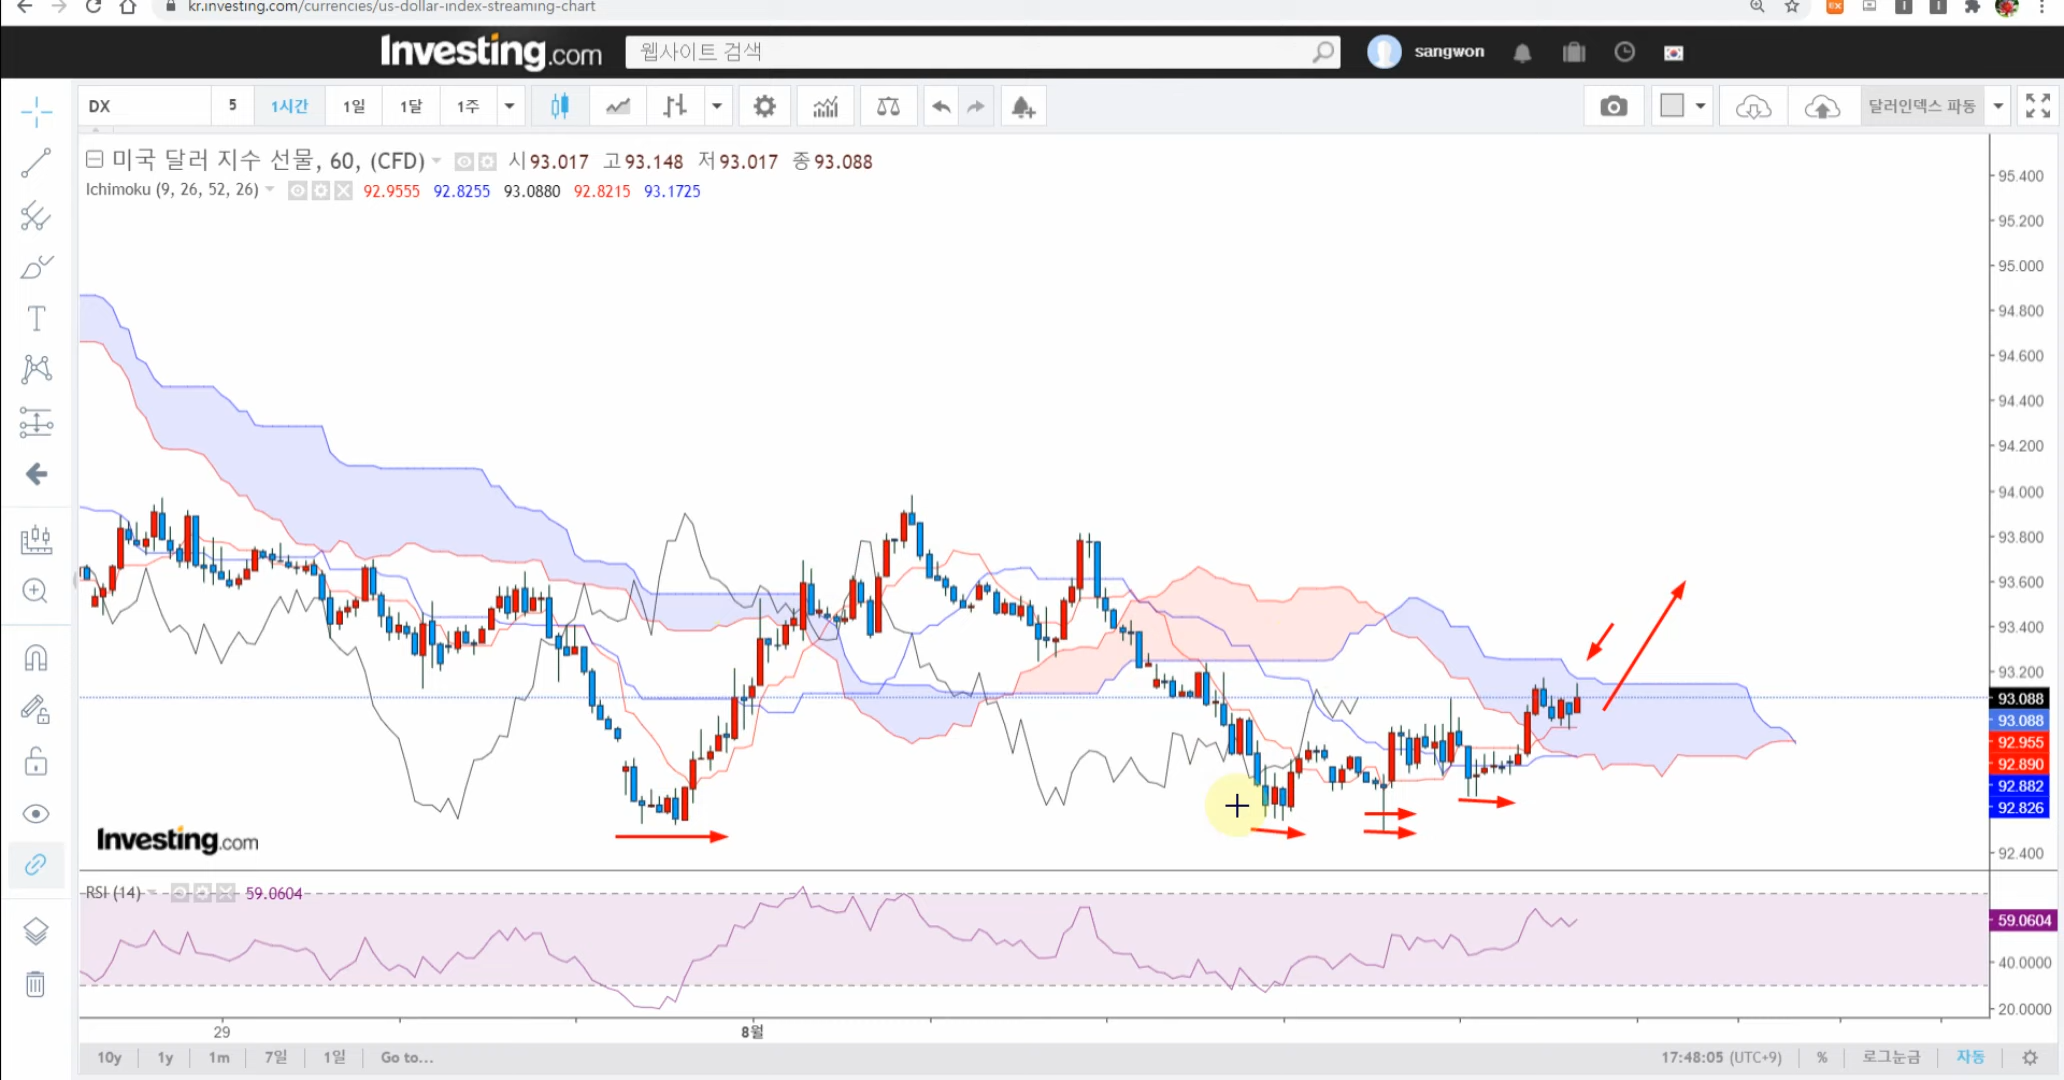 kr.investing.com/currencies/us-dollar-index-streaming-chart
Investing.com
웹사이트 검색
sangwon
DX 5 1시간 1일 1달 1주
달러인덱스 파동
미국 달러 지수 선물, 60, (CFD) 시93.017 고93.148 저93.017 종93.088
Ichimoku (9, 26, 52, 26) 92.9555 92.8255 93.0880 92.8215 93.1725
95.400
95.200
95.000
94.800
94.600
94.400
94.200
94.000
93.800
93.600
93.400
93.200
93.088
93.088
92.955
92.890
92.882
92.826
92.400
Investing.com
RSI (14) 59.0604
59.0604
40.0000
20.0000
29 8월
10y 1y 1m 7일 1일 Go to...
17:48:05 (UTC+9) % 로그눈금 자동